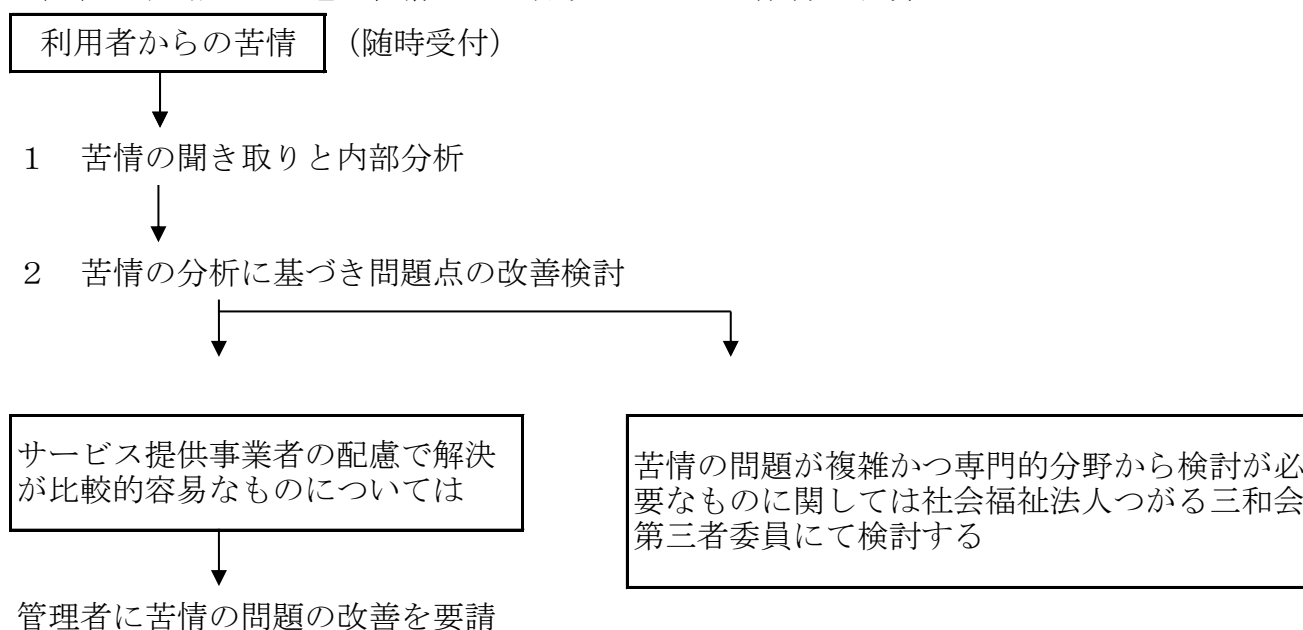 利用者からの苦情 (随時受付)
1 苦情の聞き取りと内部分析
2 苦情の分析に基づき問題点の改善検討
サービス提供事業者の配慮で解決
が比較的容易なものについては
苦情の問題が複雑かつ専門的分野から検討が必
要なものに関しては社会福祉法人つがる三和会
第三者委員にて検討する
管理者に苦情の問題の改善を要請